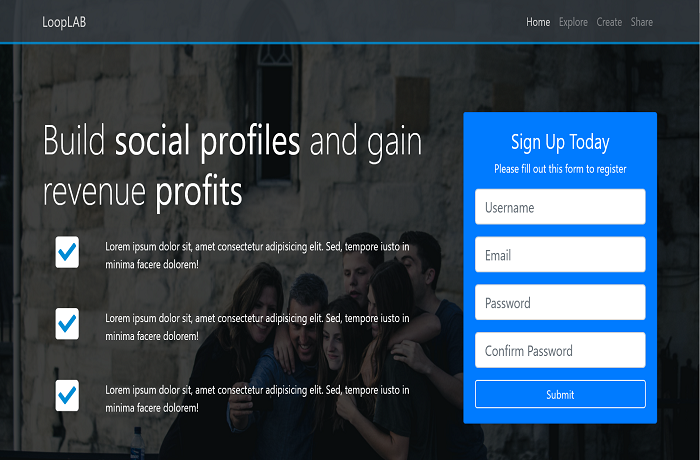 LoopLAB
Home Explore Create Share
Build social profiles and gain
revenue profits
Lorem ipsum dolor sit, amet consectetur adipisicing elit. Sed, tempore iusto in
minima facere dolorem!
Lorem ipsum dolor sit, amet consectetur adipisicing elit. Sed, tempore iusto in
minima facere dolorem!
Lorem ipsum dolor sit, amet consectetur adipisicing elit. Sed, tempore iusto in
minima facere dolorem!
Sign Up Today
Please fill out this form to register
Username
Email
Password
Confirm Password
Submit